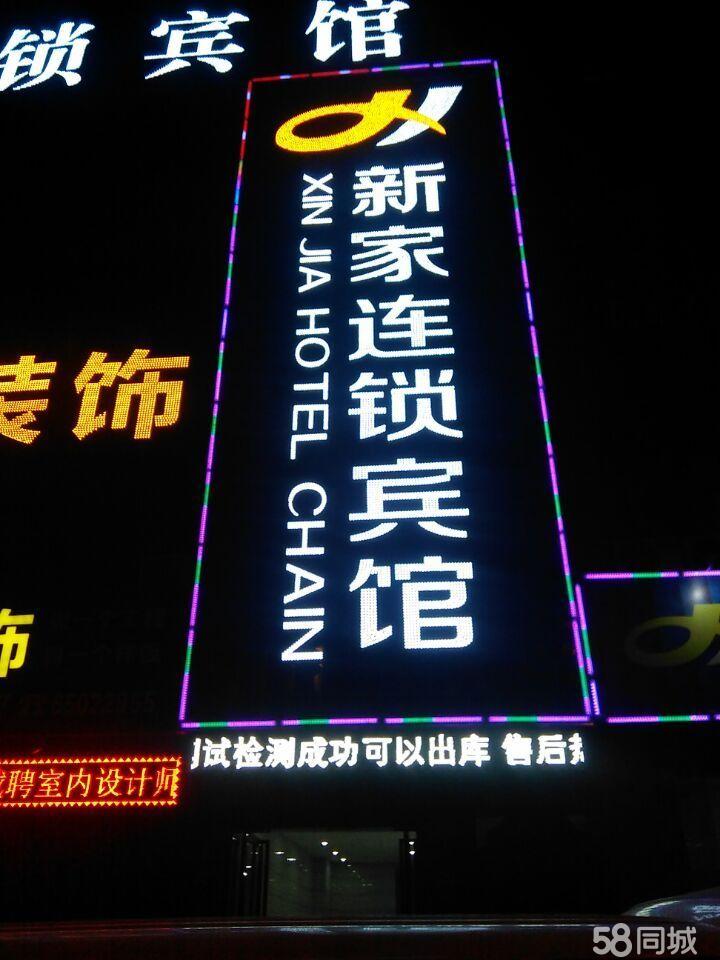 锁宾馆
新家连锁宾馆
XIN JIA HOTEL CHAIN
装饰
饰
聘室内设计师
试检测成功可以出库 售后
58同城